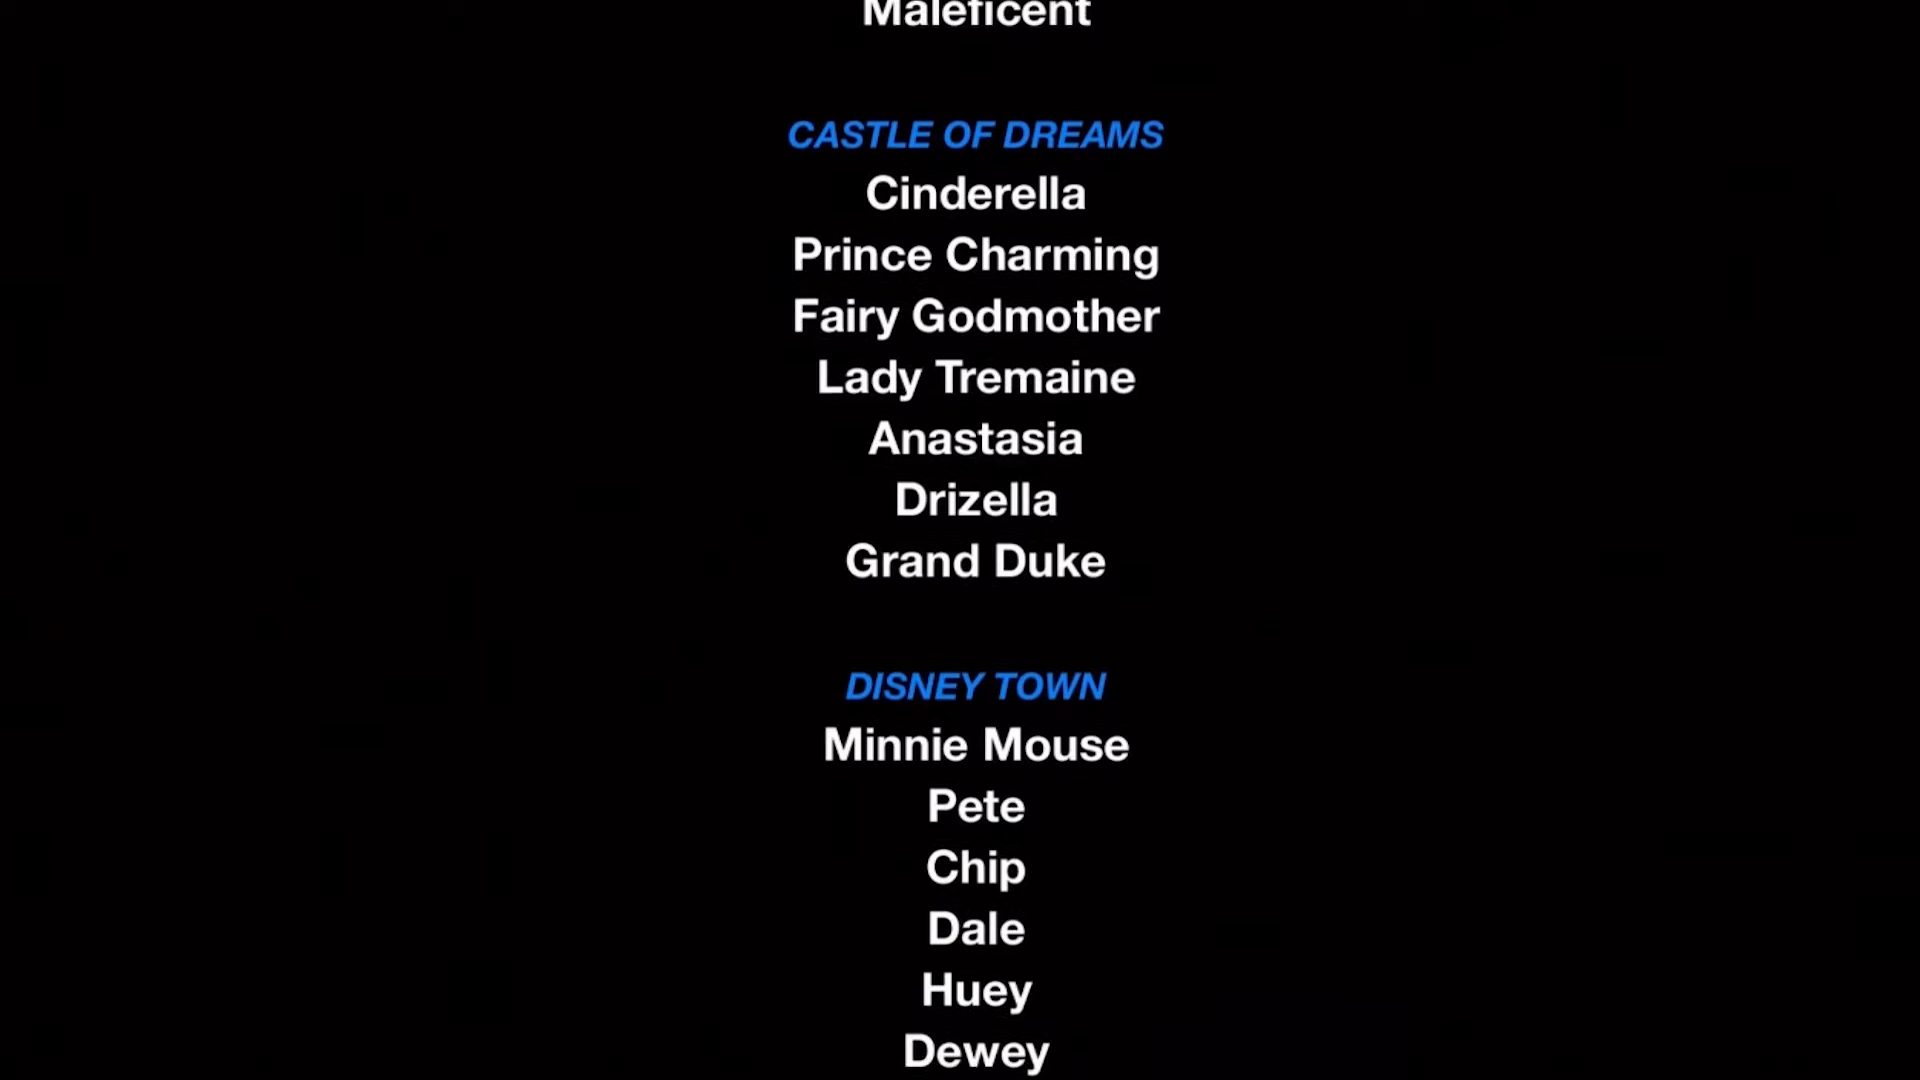 Maleficent
CASTLE OF DREAMS
Cinderella
Prince Charming
Fairy Godmother
Lady Tremaine
Anastasia
Drizella
Grand Duke
DISNEY TOWN
Minnie Mouse
Pete
Chip
Dale
Huey
Dewey